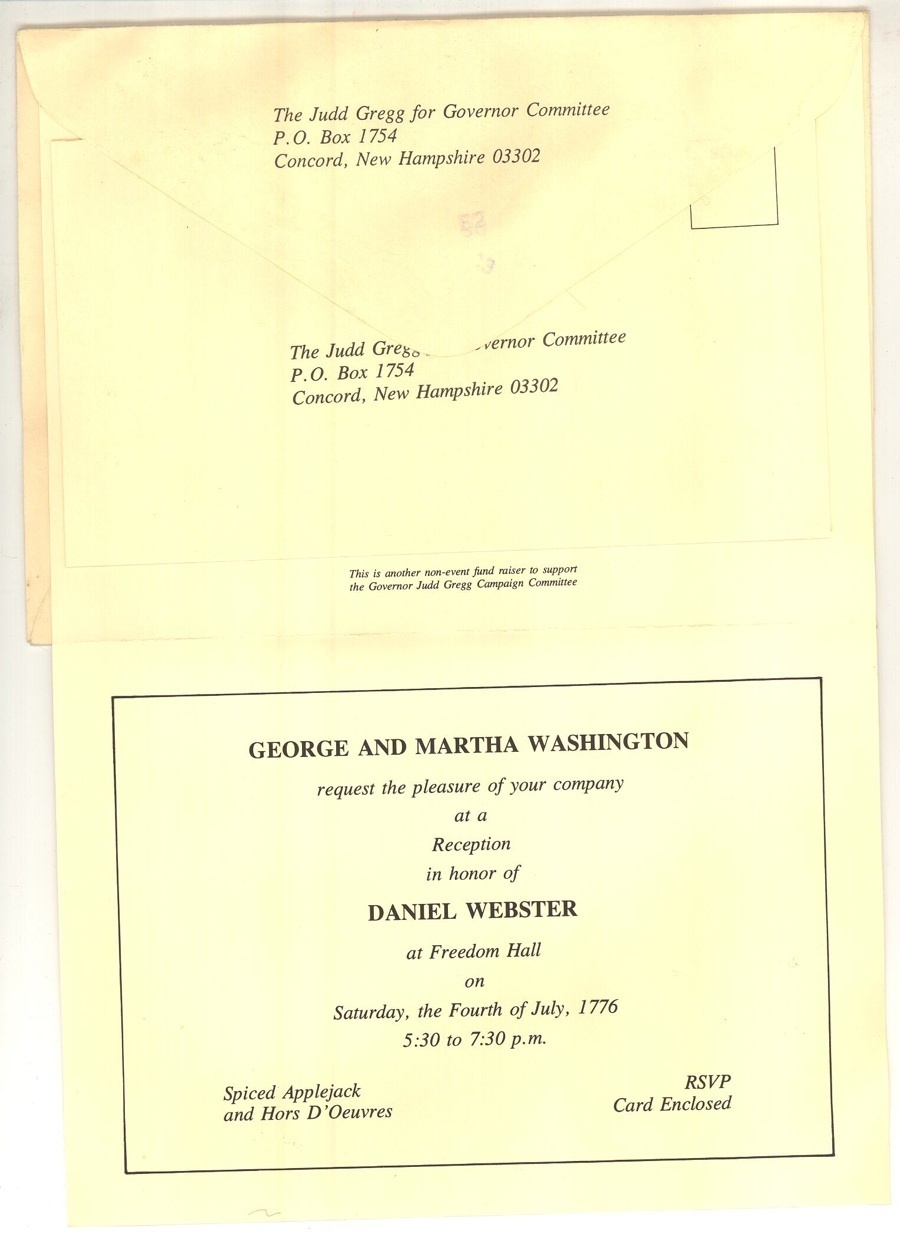 The Judd Gregg for Governor Committee
P.O. Box 1754
Concord, New Hampshire 03302
The Judd Gregg vernor Committee
P.O. Box 1754
Concord, New Hampshire 03302
This is another non-event fund raiser to support
the Governor Judd Gregg Campaign Committee
GEORGE AND MARTHA WASHINGTON
request the pleasure of your company
at a
Reception
in honor of
DANIEL WEBSTER
at Freedom Hall
on
Saturday, the Fourth of July, 1776
5:30 to 7:30 p.m.
Spiced Applejack
and Hors D'Oeuvres
RSVP
Card Enclosed